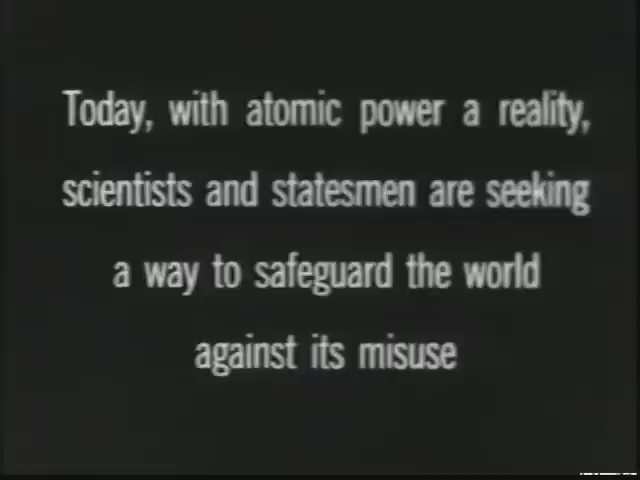 Today, with atomic power a reality,
scientists and statesmen are seeking
a way to safeguard the world
against its misuse